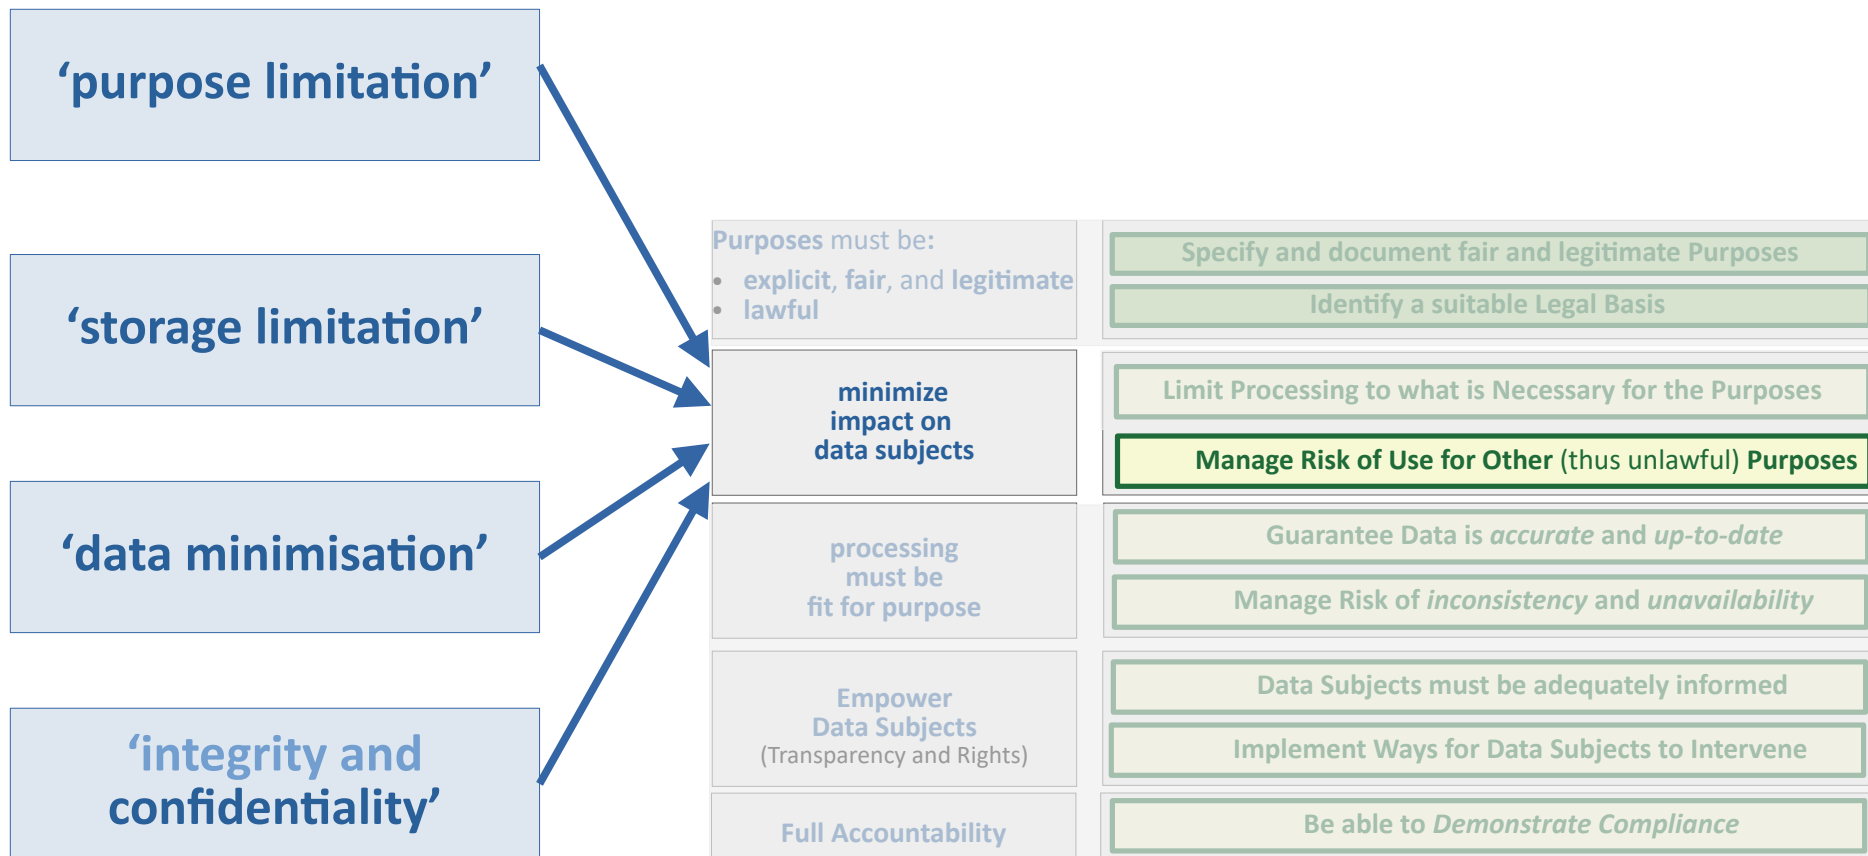 ‘purpose limitation’
‘storage limitation’
‘data minimisation’
‘integrity and
confidentiality’
Purposes must be:
• explicit, fair, and legitimate
• lawful
Specify and document fair and legitimate Purposes
Identify a suitable Legal Basis
minimize
impact on
data subjects
Limit Processing to what is Necessary for the Purposes
Manage Risk of Use for Other (thus unlawful) Purposes
processing
must be
fit for purpose
Guarantee Data is accurate and up-to-date
Manage Risk of inconsistency and unavailability
Empower
Data Subjects
(Transparency and Rights)
Data Subjects must be adequately informed
Implement Ways for Data Subjects to Intervene
Full Accountability
Be able to Demonstrate Compliance